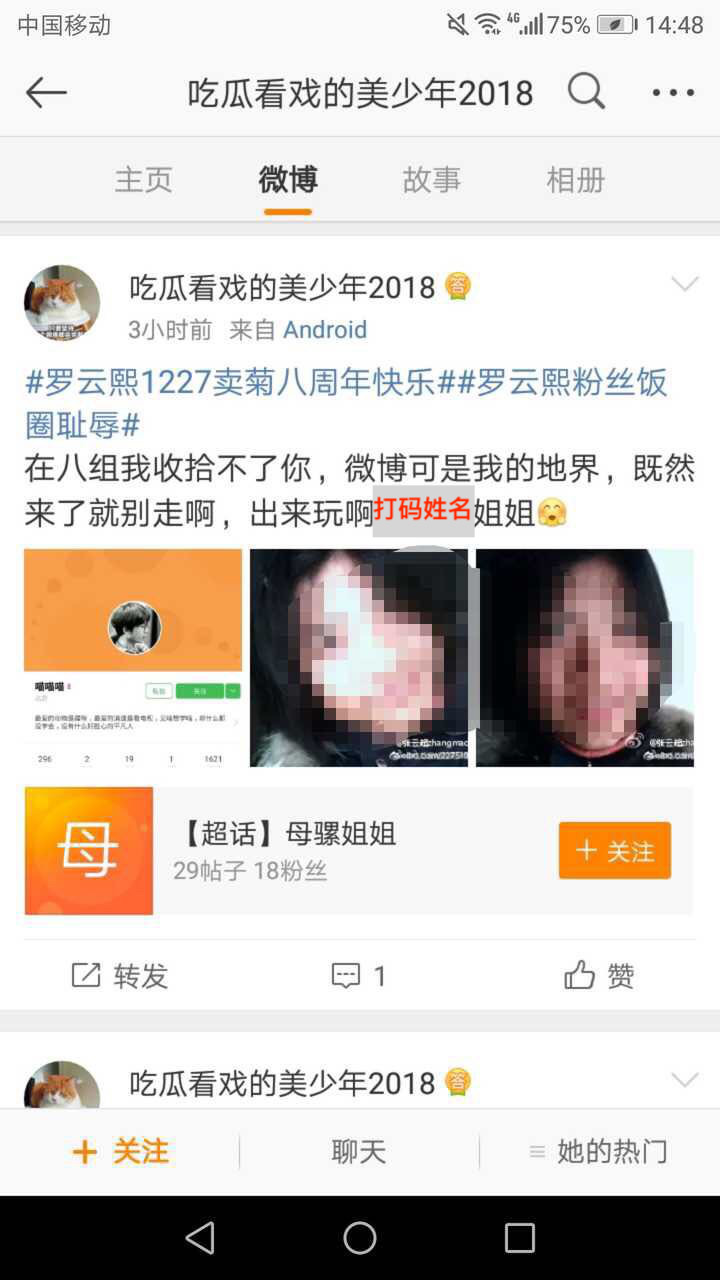 中国移动 4G 75% 14:48
吃瓜看戏的美少年2018
主页 微博 故事 相册
吃瓜看戏的美少年2018 答
3小时前 来自 Android
#罗云熙1227卖菊八周年快乐##罗云熙粉丝饭
圈耻辱#
在八组我收拾不了你，微博可是我的地界，既然
来了就别走啊，出来玩啊打码姓名姐姐
喵喵喵
私信 关注
296 2 19 1 1621
母
【超话】母骡姐姐
29帖子 18粉丝
+ 关注
转发 1 赞
吃瓜看戏的美少年2018 答
+ 关注 聊天 她的热门